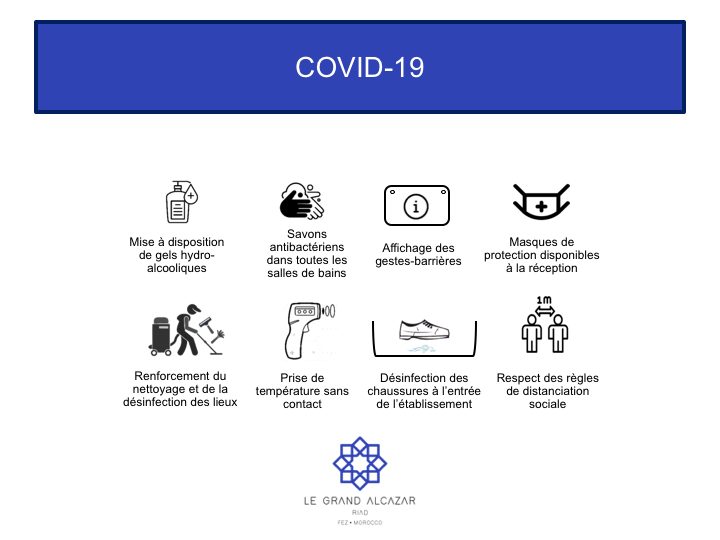 COVID-19
Mise à disposition
de gels hydro-
alcooliques
Savons
antibactériens
dans toutes les
salles de bains
Affichage des
gestes-barrières
Masques de
protection disponibles
à la réception
1M
Renforcement du
nettoyage et de la
désinfection des lieux
Prise de
température sans
contact
Désinfection des
chaussures à l'entrée
de l'établissement
Respect des règles
de distanciation
sociale
LE GRAND ALCAZAR
RIAD
FEZ • MOROCCO